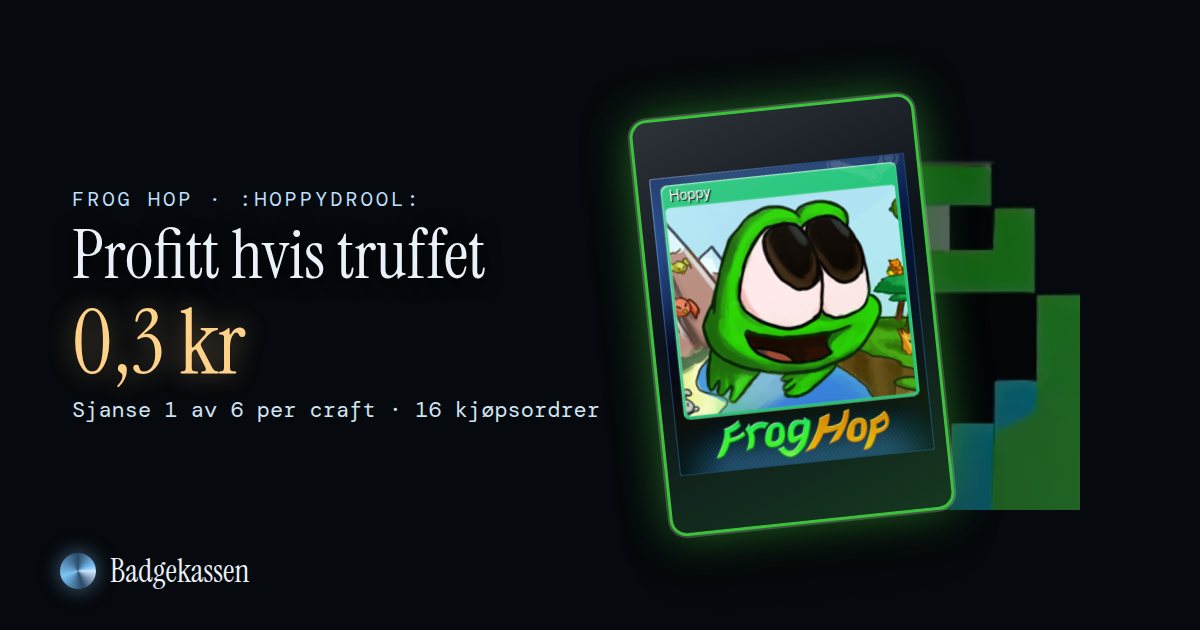 FROG HOP · :HOPPYDROOL:
Profitt hvis truffet
0,3 kr
Sjanse 1 av 6 per craft · 16 kjøpsordrer
Hoppy
FrogHop
Badgekassen